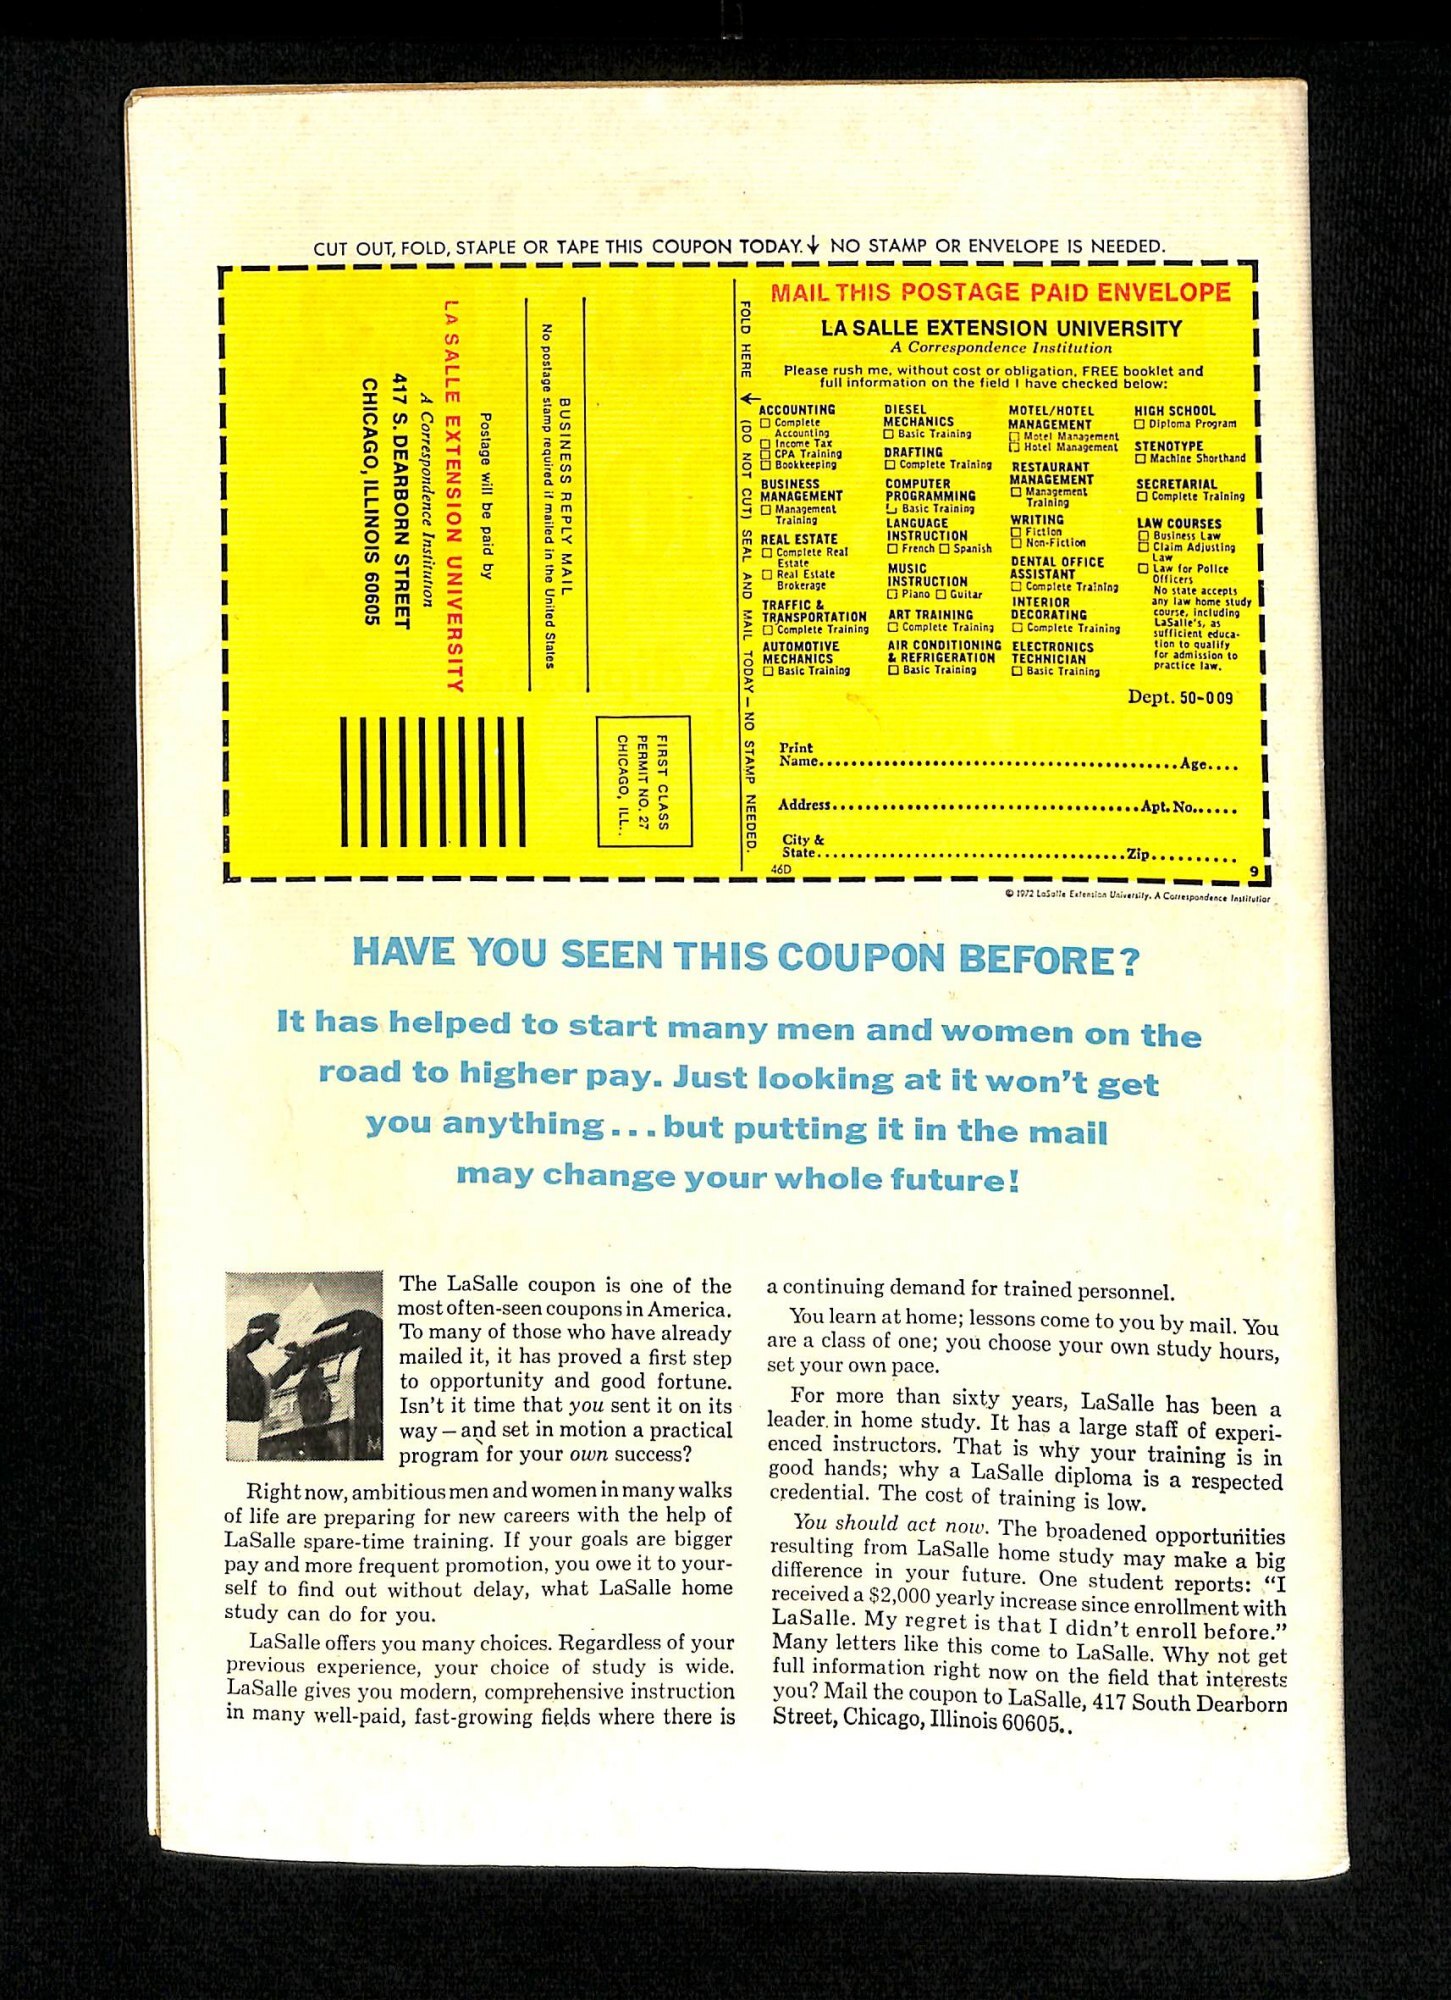 CUT OUT, FOLD, STAPLE OR TAPE THIS COUPON TODAY.↓ NO STAMP OR ENVELOPE IS NEEDED.
LA SALLE EXTENSION UNIVERSITY
A Correspondence Institution
417 S. DEARBORN STREET
CHICAGO, ILLINOIS 60605
Postage will be paid by
BUSINESS REPLY MAIL
No postage stamp required if mailed in the United States
FIRST CLASS
PERMIT NO. 27
CHICAGO, ILL..
FOLD HERE ← (DO NOT CUT) SEAL AND MAIL TODAY — NO STAMP NEEDED.
MAIL THIS POSTAGE PAID ENVELOPE
LA SALLE EXTENSION UNIVERSITY
A Correspondence Institution
Please rush me, without cost or obligation, FREE booklet and
full information on the field I have checked below:
ACCOUNTING
☐ Complete
Accounting
☐ Income Tax
☐ CPA Training
☐ Bookkeeping
BUSINESS
MANAGEMENT
☐ Management
Training
REAL ESTATE
☐ Complete Real
Estate
☐ Real Estate
Brokerage
TRAFFIC &
TRANSPORTATION
☐ Complete Training
AUTOMOTIVE
MECHANICS
☐ Basic Training
DIESEL
MECHANICS
☐ Basic Training
DRAFTING
☐ Complete Training
COMPUTER
PROGRAMMING
☐ Basic Training
LANGUAGE
INSTRUCTION
☐ French ☐ Spanish
MUSIC
INSTRUCTION
☐ Piano ☐ Guitar
ART TRAINING
☐ Complete Training
AIR CONDITIONING
& REFRIGERATION
☐ Basic Training
MOTEL/HOTEL
MANAGEMENT
☐ Motel Management
☐ Hotel Management
RESTAURANT
MANAGEMENT
☐ Management
Training
WRITING
☐ Fiction
☐ Non-Fiction
DENTAL OFFICE
ASSISTANT
☐ Complete Training
INTERIOR
DECORATING
☐ Complete Training
ELECTRONICS
TECHNICIAN
☐ Basic Training
HIGH SCHOOL
☐ Diploma Program
STENOTYPE
☐ Machine Shorthand
SECRETARIAL
☐ Complete Training
LAW COURSES
☐ Business Law
☐ Claim Adjusting
Law
☐ Law for Police
Officers
No state accepts
any law home study
course, including
LaSalle's, as
sufficient educa-
tion to qualify
for admission to
practice law.
Dept. 50-009
Print
Name............................................Age....
Address......................................Apt. No......
City &
State......................................Zip..........
46D 9
© 1972 LaSalle Extension University. A Correspondence Institution
HAVE YOU SEEN THIS COUPON BEFORE?
It has helped to start many men and women on the
road to higher pay. Just looking at it won't get
you anything...but putting it in the mail
may change your whole future!
The LaSalle coupon is one of the
most often-seen coupons in America.
To many of those who have already
mailed it, it has proved a first step
to opportunity and good fortune.
Isn't it time that you sent it on its
way — and set in motion a practical
program for your own success?
Right now, ambitious men and women in many walks
of life are preparing for new careers with the help of
LaSalle spare-time training. If your goals are bigger
pay and more frequent promotion, you owe it to your-
self to find out without delay, what LaSalle home
study can do for you.
LaSalle offers you many choices. Regardless of your
previous experience, your choice of study is wide.
LaSalle gives you modern, comprehensive instruction
in many well-paid, fast-growing fields where there is
a continuing demand for trained personnel.
You learn at home; lessons come to you by mail. You
are a class of one; you choose your own study hours,
set your own pace.
For more than sixty years, LaSalle has been a
leader in home study. It has a large staff of experi-
enced instructors. That is why your training is in
good hands; why a LaSalle diploma is a respected
credential. The cost of training is low.
You should act now. The broadened opportunities
resulting from LaSalle home study may make a big
difference in your future. One student reports: "I
received a $2,000 yearly increase since enrollment with
LaSalle. My regret is that I didn't enroll before."
Many letters like this come to LaSalle. Why not get
full information right now on the field that interests
you? Mail the coupon to LaSalle, 417 South Dearborn
Street, Chicago, Illinois 60605..